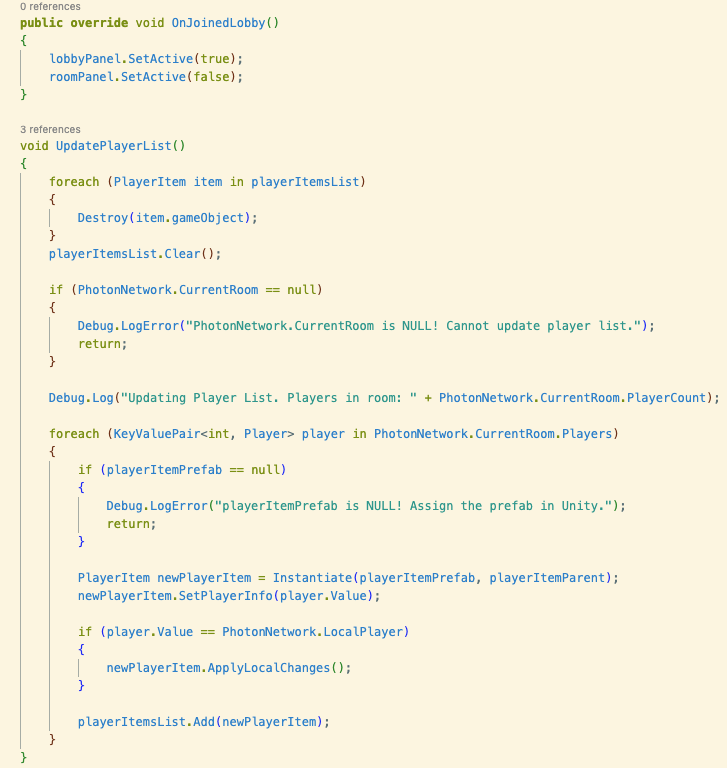 0 references
public override void OnJoinedLobby()
{
lobbyPanel.SetActive(true);
roomPanel.SetActive(false);
}
3 references
void UpdatePlayerList()
{
foreach (PlayerItem item in playerItemsList)
{
Destroy(item.gameObject);
}
playerItemsList.Clear();
if (PhotonNetwork.CurrentRoom == null)
{
Debug.LogError("PhotonNetwork.CurrentRoom is NULL! Cannot update player list.");
return;
}
Debug.Log("Updating Player List. Players in room: " + PhotonNetwork.CurrentRoom.PlayerCount);
foreach (KeyValuePair<int, Player> player in PhotonNetwork.CurrentRoom.Players)
{
if (playerItemPrefab == null)
{
Debug.LogError("playerItemPrefab is NULL! Assign the prefab in Unity.");
return;
}
PlayerItem newPlayerItem = Instantiate(playerItemPrefab, playerItemParent);
newPlayerItem.SetPlayerInfo(player.Value);
if (player.Value == PhotonNetwork.LocalPlayer)
{
newPlayerItem.ApplyLocalChanges();
}
playerItemsList.Add(newPlayerItem);
}
}